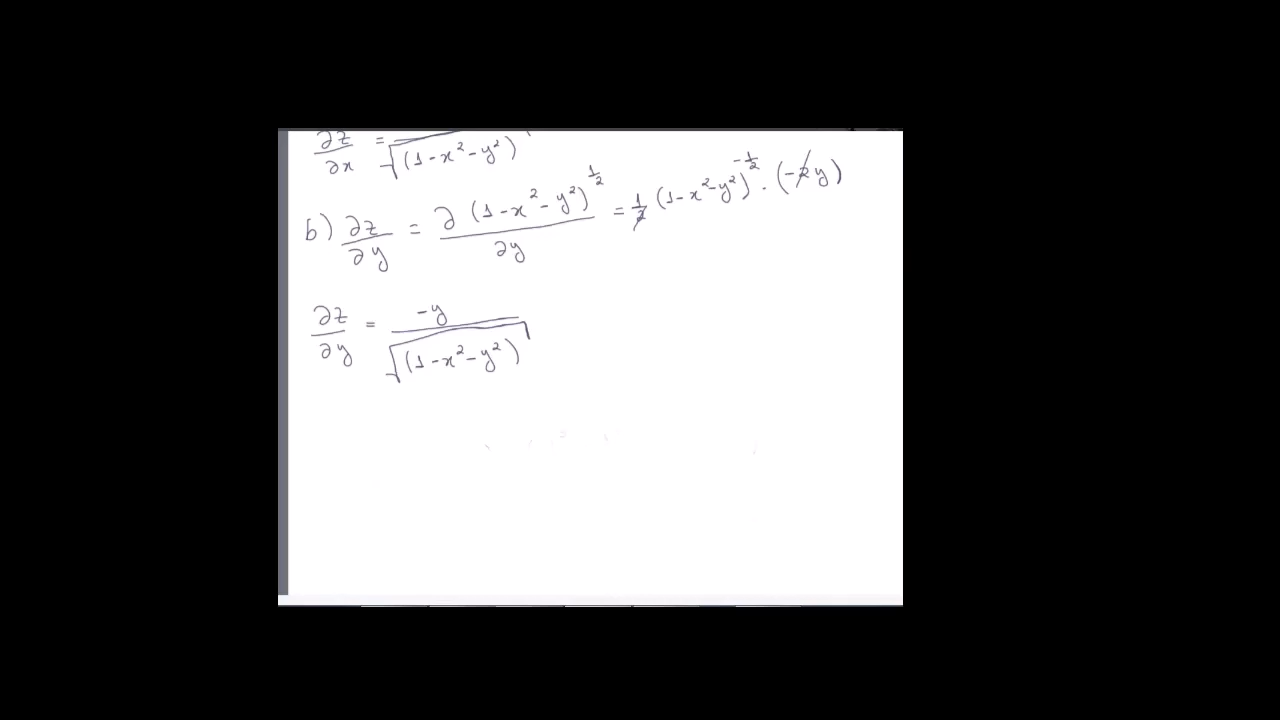 ∂z/∂x = /√(1-x²-y²)
b) ∂z/∂y = ∂(1-x²-y²)^½/∂y = ½(1-x²-y²)^-½ · (-2y)
∂z/∂y = -y/√(1-x²-y²)